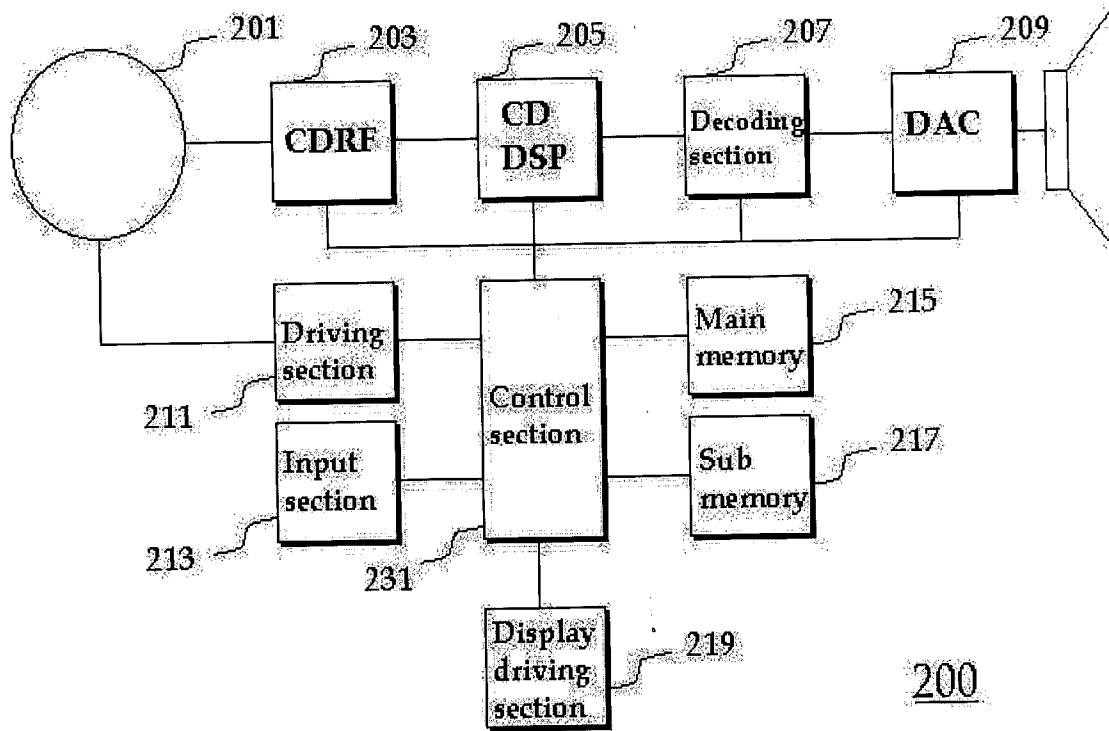 201
203
205
207
209
CDRF
CD
DSP
Decoding
section
DAC
Driving
section
211
Main
memory
215
Control
section
Input
section
213
Sub
memory
217
231
Display
driving
section
219
200